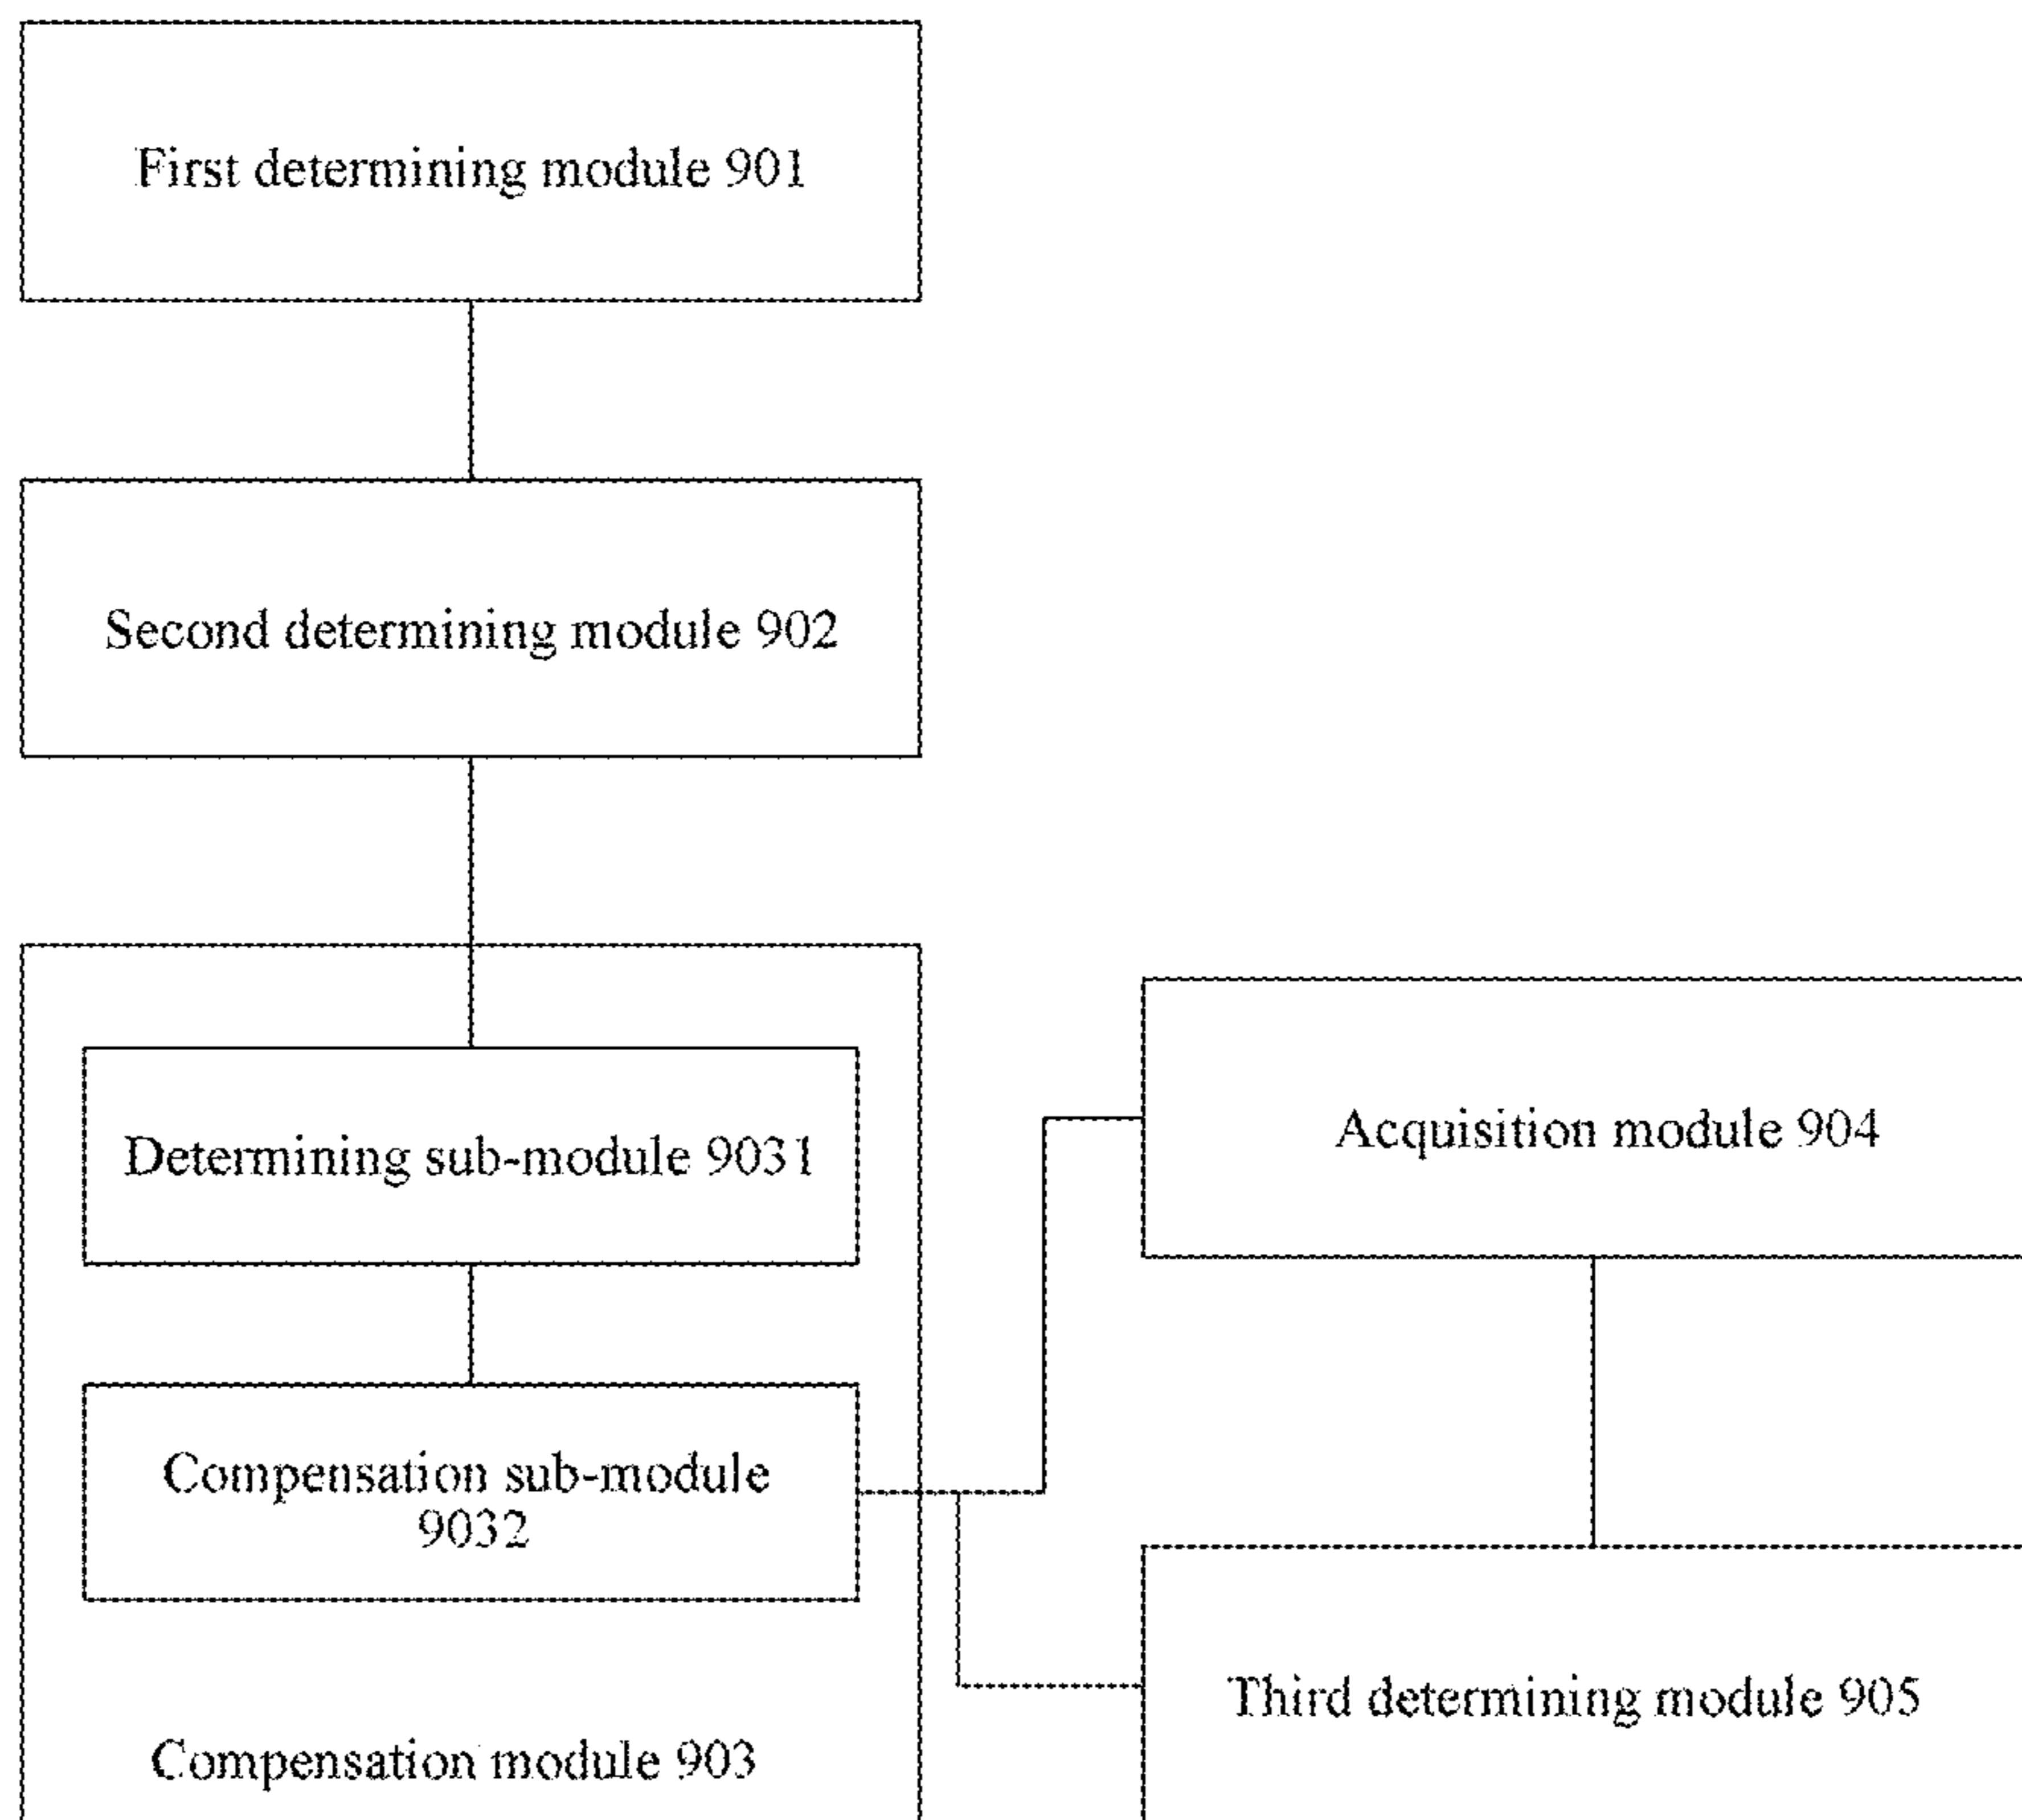 First determining module 901
Second determining module 902
Determining sub-module 9031
Compensation sub-module
9032
Compensation module 903
Acquisition module 904
Third determining module 905